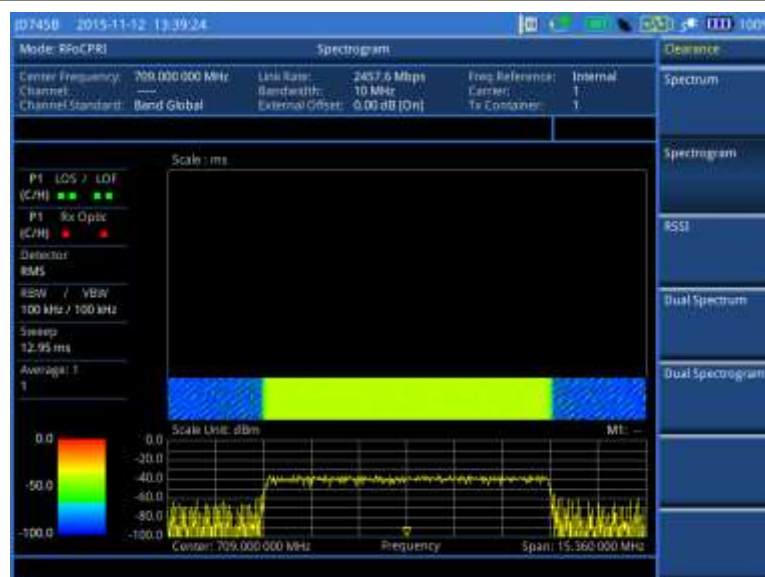 JD745B 2015-11-12 13:39:24 100%
Mode: RFoCPRI Spectrogram Clearance
Center Frequency: 709.000 000 MHz Link Rate: 2457.6 Mbps Freq Reference: Internal
Channel: ---- Bandwidth: 10 MHz Carrier: 1
Channel Standard: Band Global External Offset: 0.00 dB (On) Tx Container: 1
Spectrum
Spectrogram
RSSI
Dual Spectrum
Dual Spectrogram
Scale : ms
P1 LOS / LOF
(C/H)
P1 Rx Optic
(C/H)
Detector
RMS
RBW / VBW
100 kHz / 100 kHz
Sweep
12.95 ms
Average: 1
1
Scale Unit: dBm M1: --
0.0
-50.0
-100.0
0.0
-20.0
-40.0
-60.0
-80.0
-100.0
Center: 709.000 000 MHz Frequency Span: 15.360 000 MHz